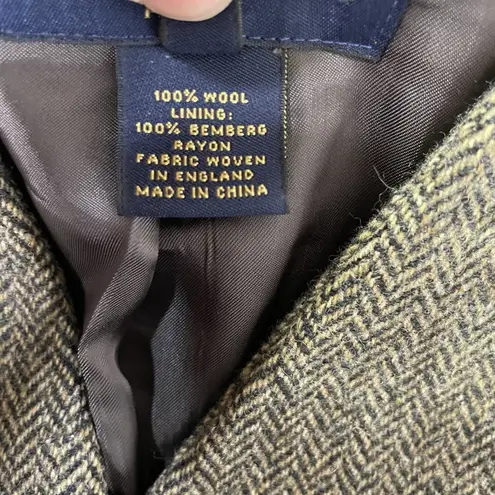 100% WOOL
LINING:
100% BEMBERG
RAYON
FABRIC WOVEN
IN ENGLAND
MADE IN CHINA